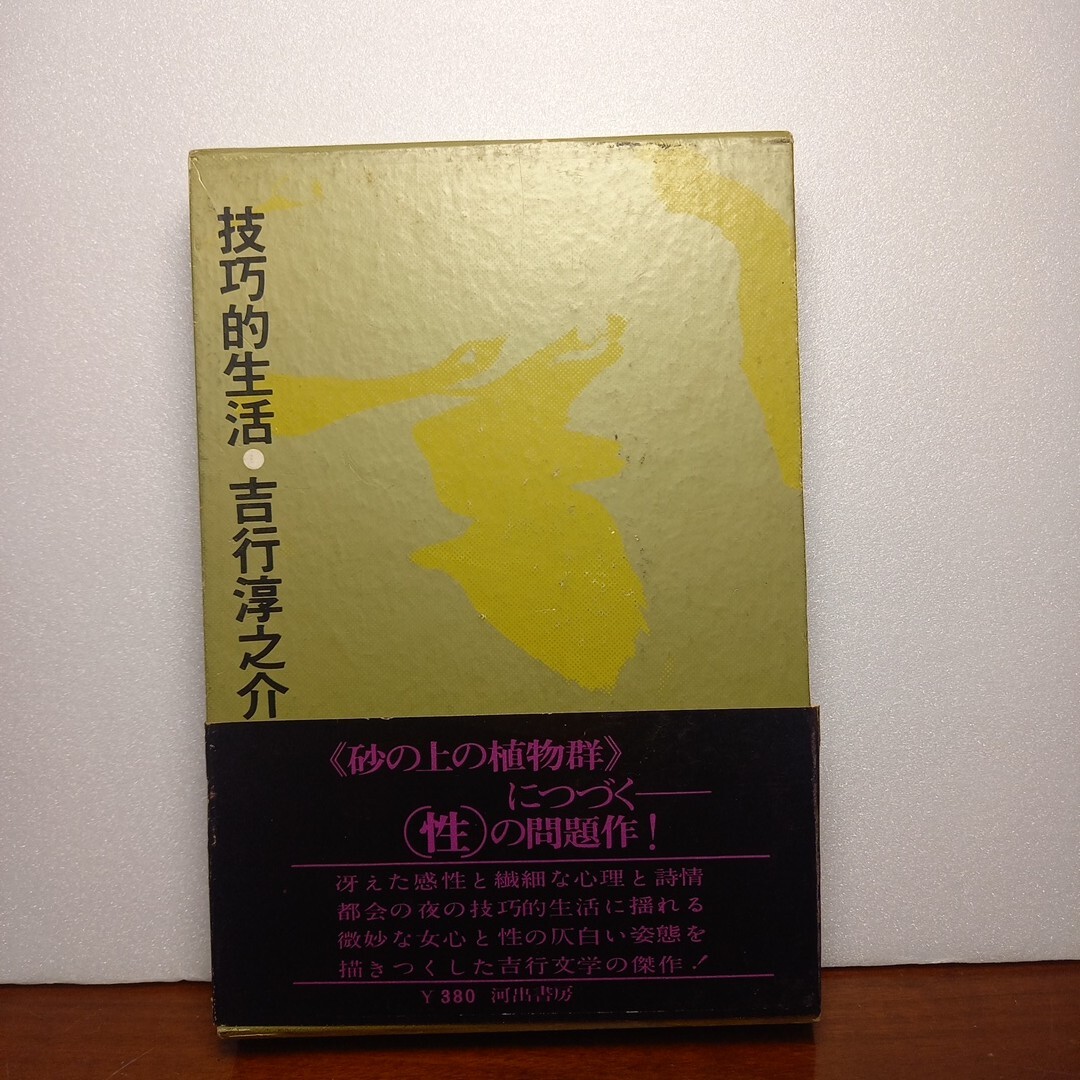 技巧的生活●吉行淳之介
《砂の上の植物群》
につづく――
(性)の問題作!
冴えた感性と繊細な心理と詩情
都会の夜の技巧的生活に揺れる
微妙な女心と性の仄白い姿態を
描きつくした吉行文学の傑作!
¥380 河出書房